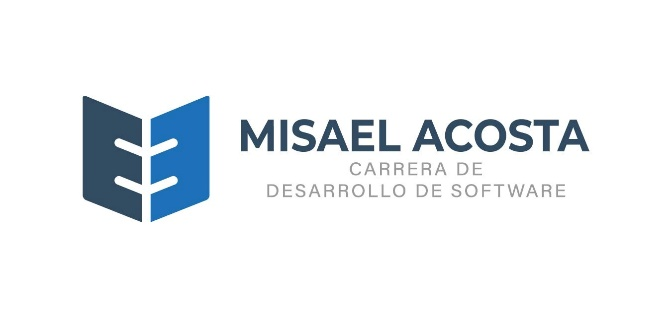 MISAEL ACOSTA
CARRERA DE
DESARROLLO DE SOFTWARE